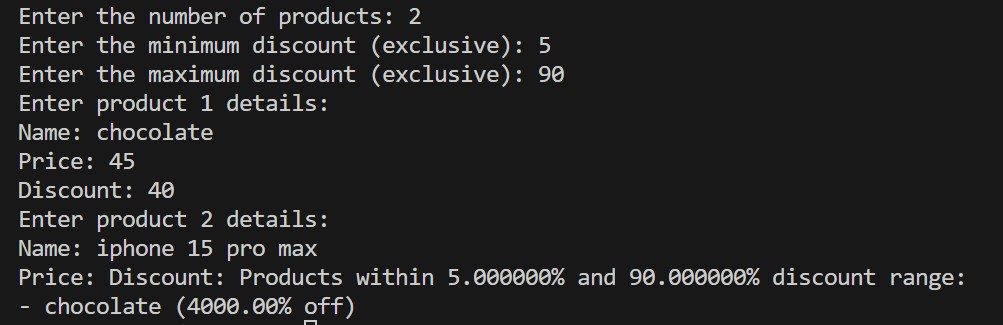 Enter the number of products: 2
Enter the minimum discount (exclusive): 5
Enter the maximum discount (exclusive): 90
Enter product 1 details:
Name: chocolate
Price: 45
Discount: 40
Enter product 2 details:
Name: iphone 15 pro max
Price: Discount: Products within 5.000000% and 90.000000% discount range:
- chocolate (4000.00% off)